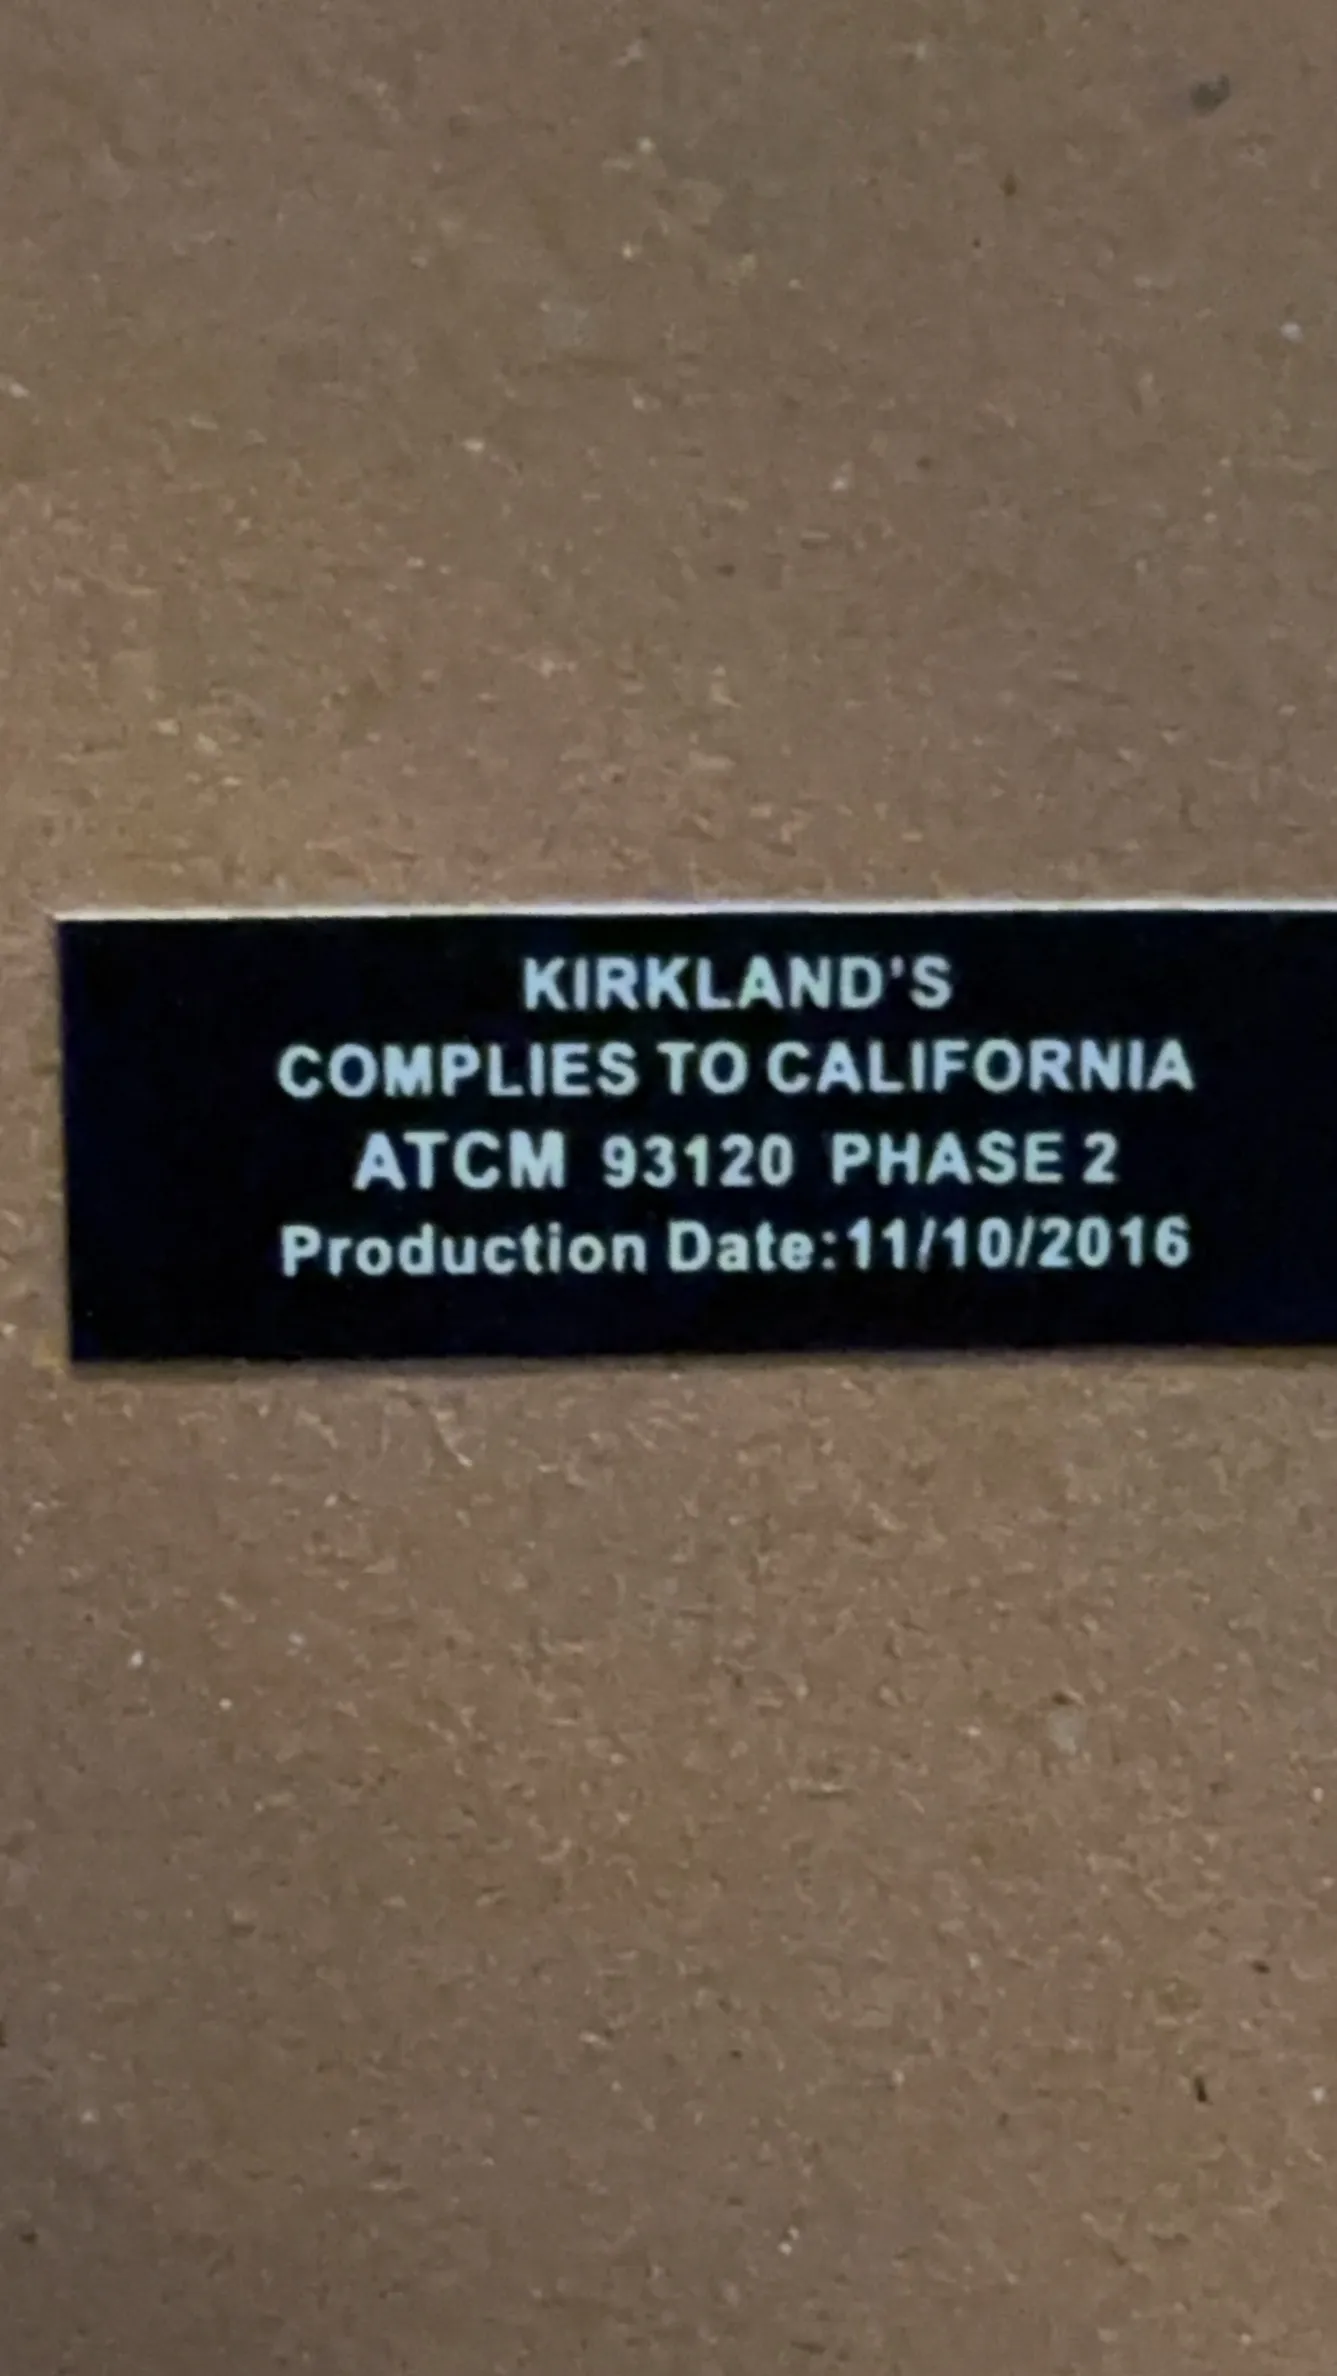 KIRKLAND'S
COMPLIES TO CALIFORNIA
ATCM 93120 PHASE 2
Production Date:11/10/2016